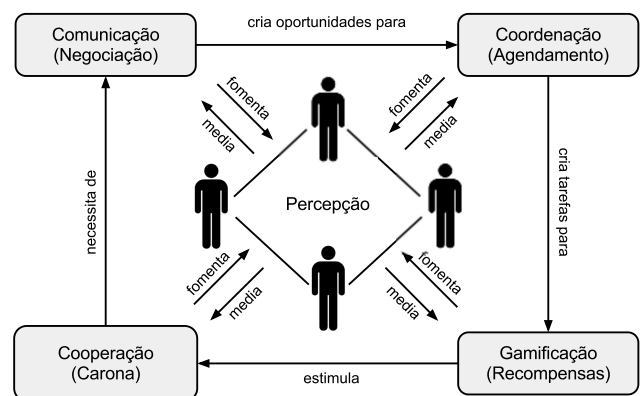 Comunicação
(Negociação)
cria oportunidades para
Coordenação
(Agendamento)
fomenta
media
fomenta
media
necessita de
Percepção
cria tarefas para
fomenta
media
fomenta
media
Cooperação
(Carona)
estimula
Gamificação
(Recompensas)